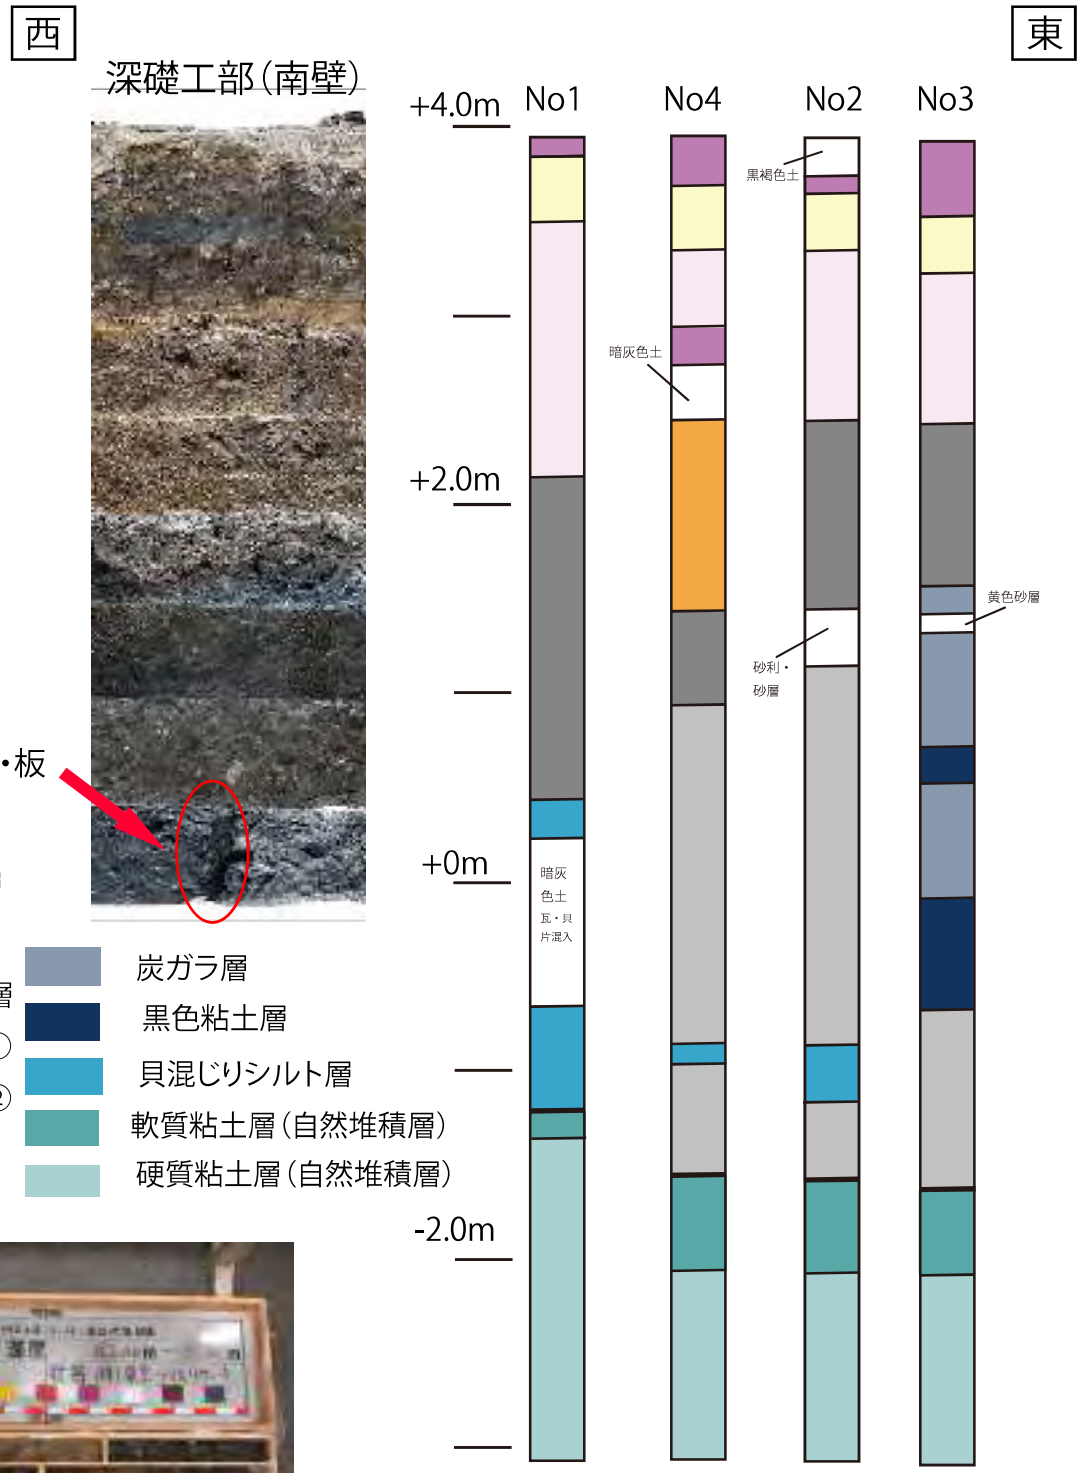 西
東
深礎工部（南壁）
No1
No4
No2
No3
+4.0m
黒褐色土
暗灰色土
+2.0m
黄色砂層
砂利・
砂層
・板
+0m
暗灰
色土
瓦・貝
片混入
炭ガラ層
層
黒色粘土層
貝混じりシルト層
②
軟質粘土層（自然堆積層）
硬質粘土層（自然堆積層）
-2.0m